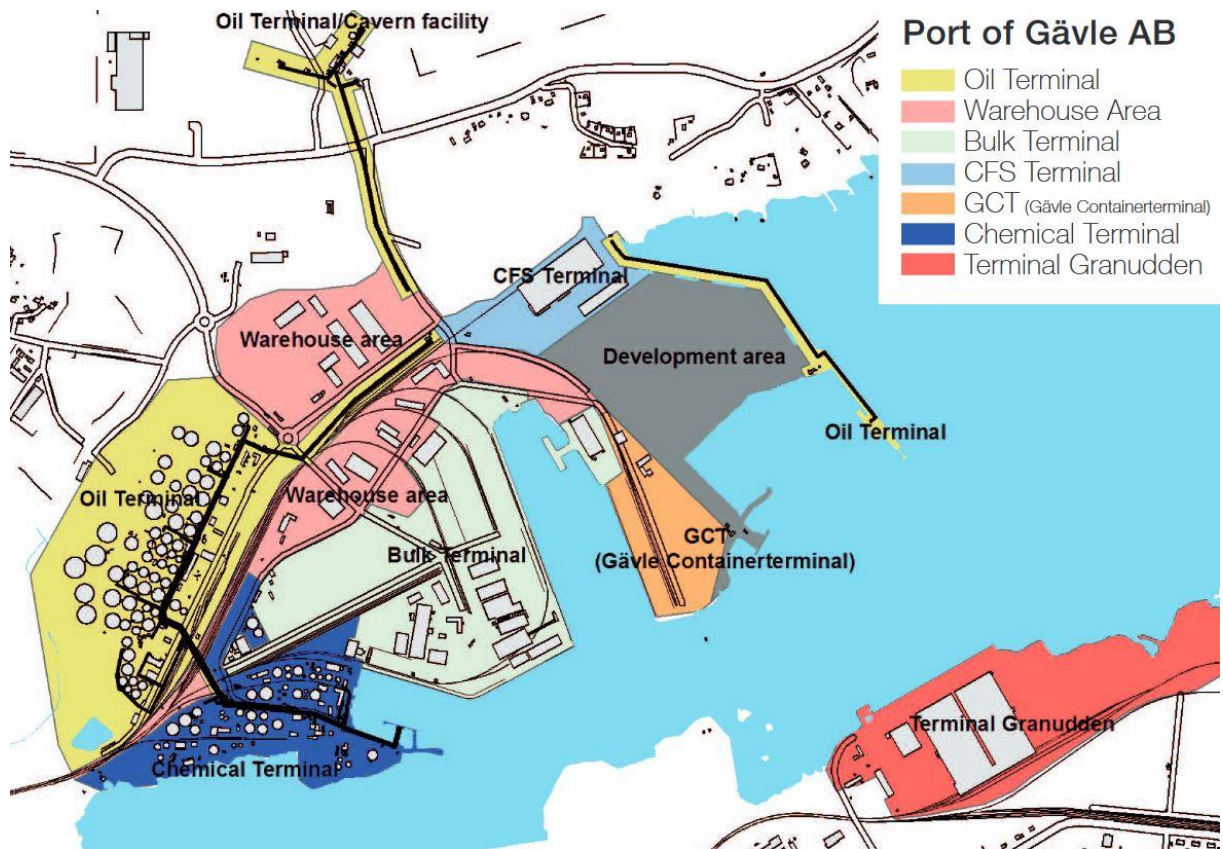 Oil Terminal/Cavern facility
Port of Gävle AB
Oil Terminal
Warehouse Area
Bulk Terminal
CFS Terminal
GCT (Gävle Containerterminal)
Chemical Terminal
Terminal Granudden
CFS Terminal
Warehouse area
Development area
Oil Terminal
Oil Terminal
Warehouse area
Bulk Terminal
GCT
(Gävle Containerterminal)
Terminal Granudden
Chemical Terminal